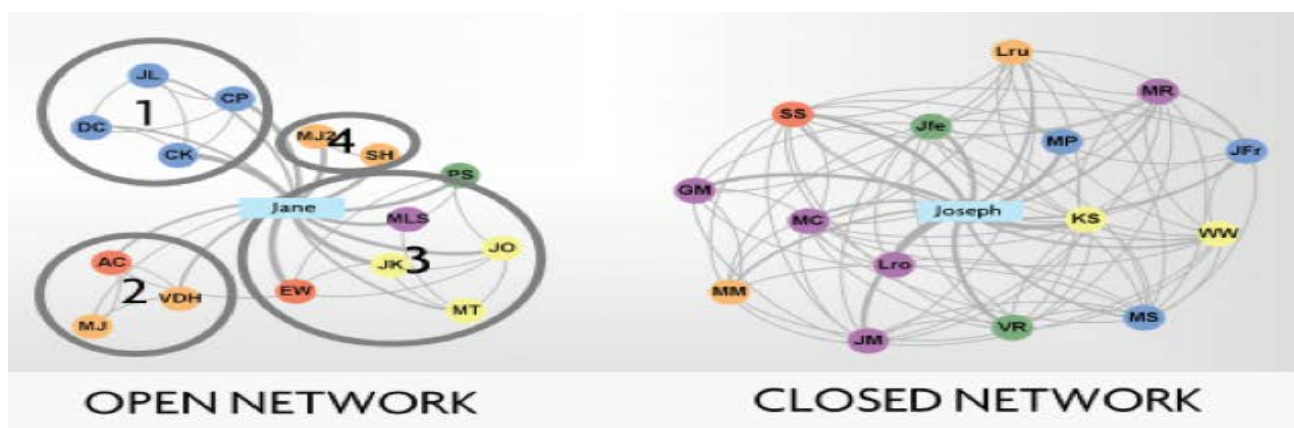 JL
CP
1
DC
CK
MJ2
4
SH
PS
Jane
MLS
JO
JK
3
AC
2
VDH
EW
MJ
MT
OPEN NETWORK
Lru
MR
SS
Jfe
MP
JFr
GM
MC
Joseph
KS
WW
Lro
MM
MS
VR
JM
CLOSED NETWORK